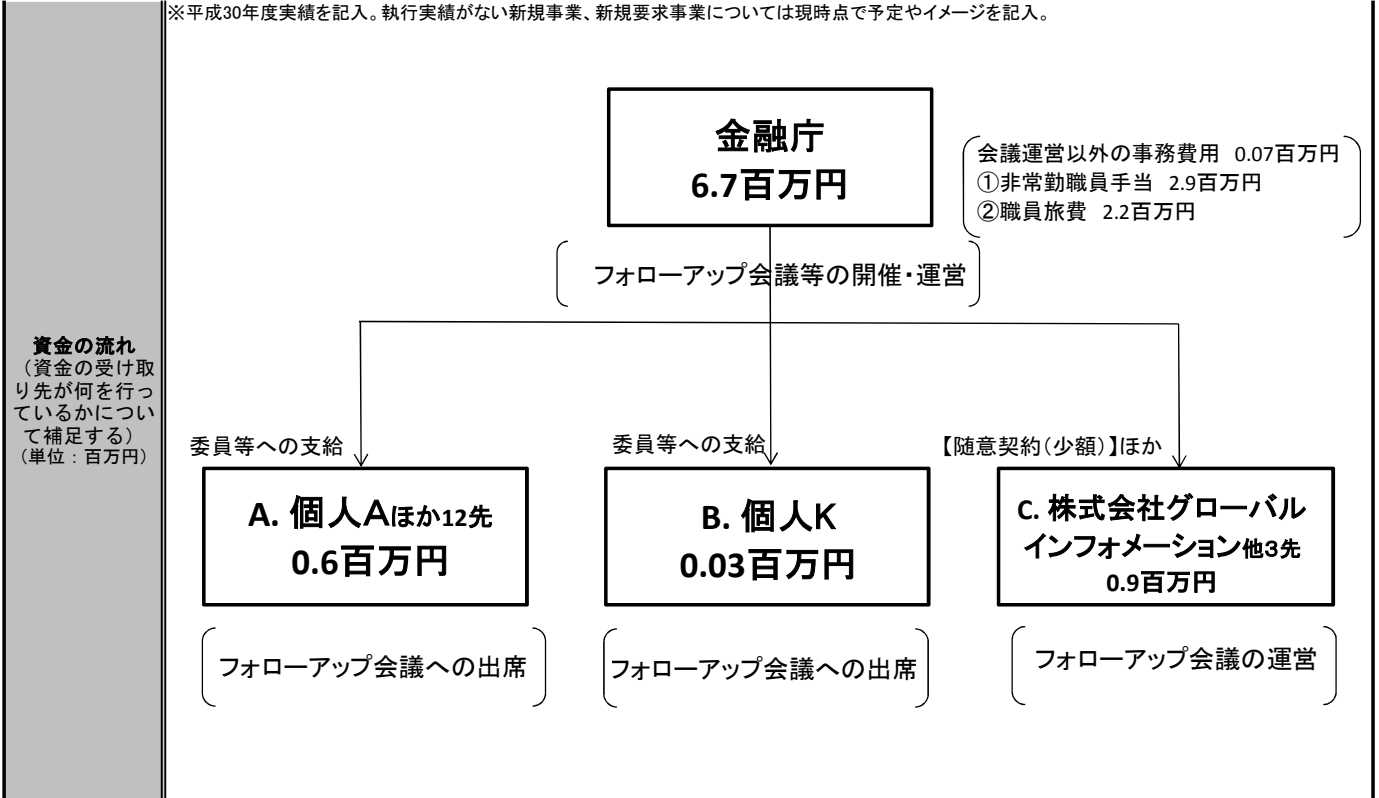 ※平成30年度実績を記入。執行実績がない新規事業、新規要求事業については現時点で予定やイメージを記入。
資金の流れ
（資金の受け取
り先が何を行っ
ているかについ
て補足する）
（単位：百万円）
金融庁
6.7百万円
会議運営以外の事務費用 0.07百万円
①非常勤職員手当 2.9百万円
②職員旅費 2.2百万円
フォローアップ会議等の開催・運営
委員等への支給
A. 個人Aほか12先
0.6百万円
フォローアップ会議への出席
委員等への支給
B. 個人K
0.03百万円
フォローアップ会議への出席
【随意契約（少額）】ほか
C. 株式会社グローバル
インフォメーション他3先
0.9百万円
フォローアップ会議の運営